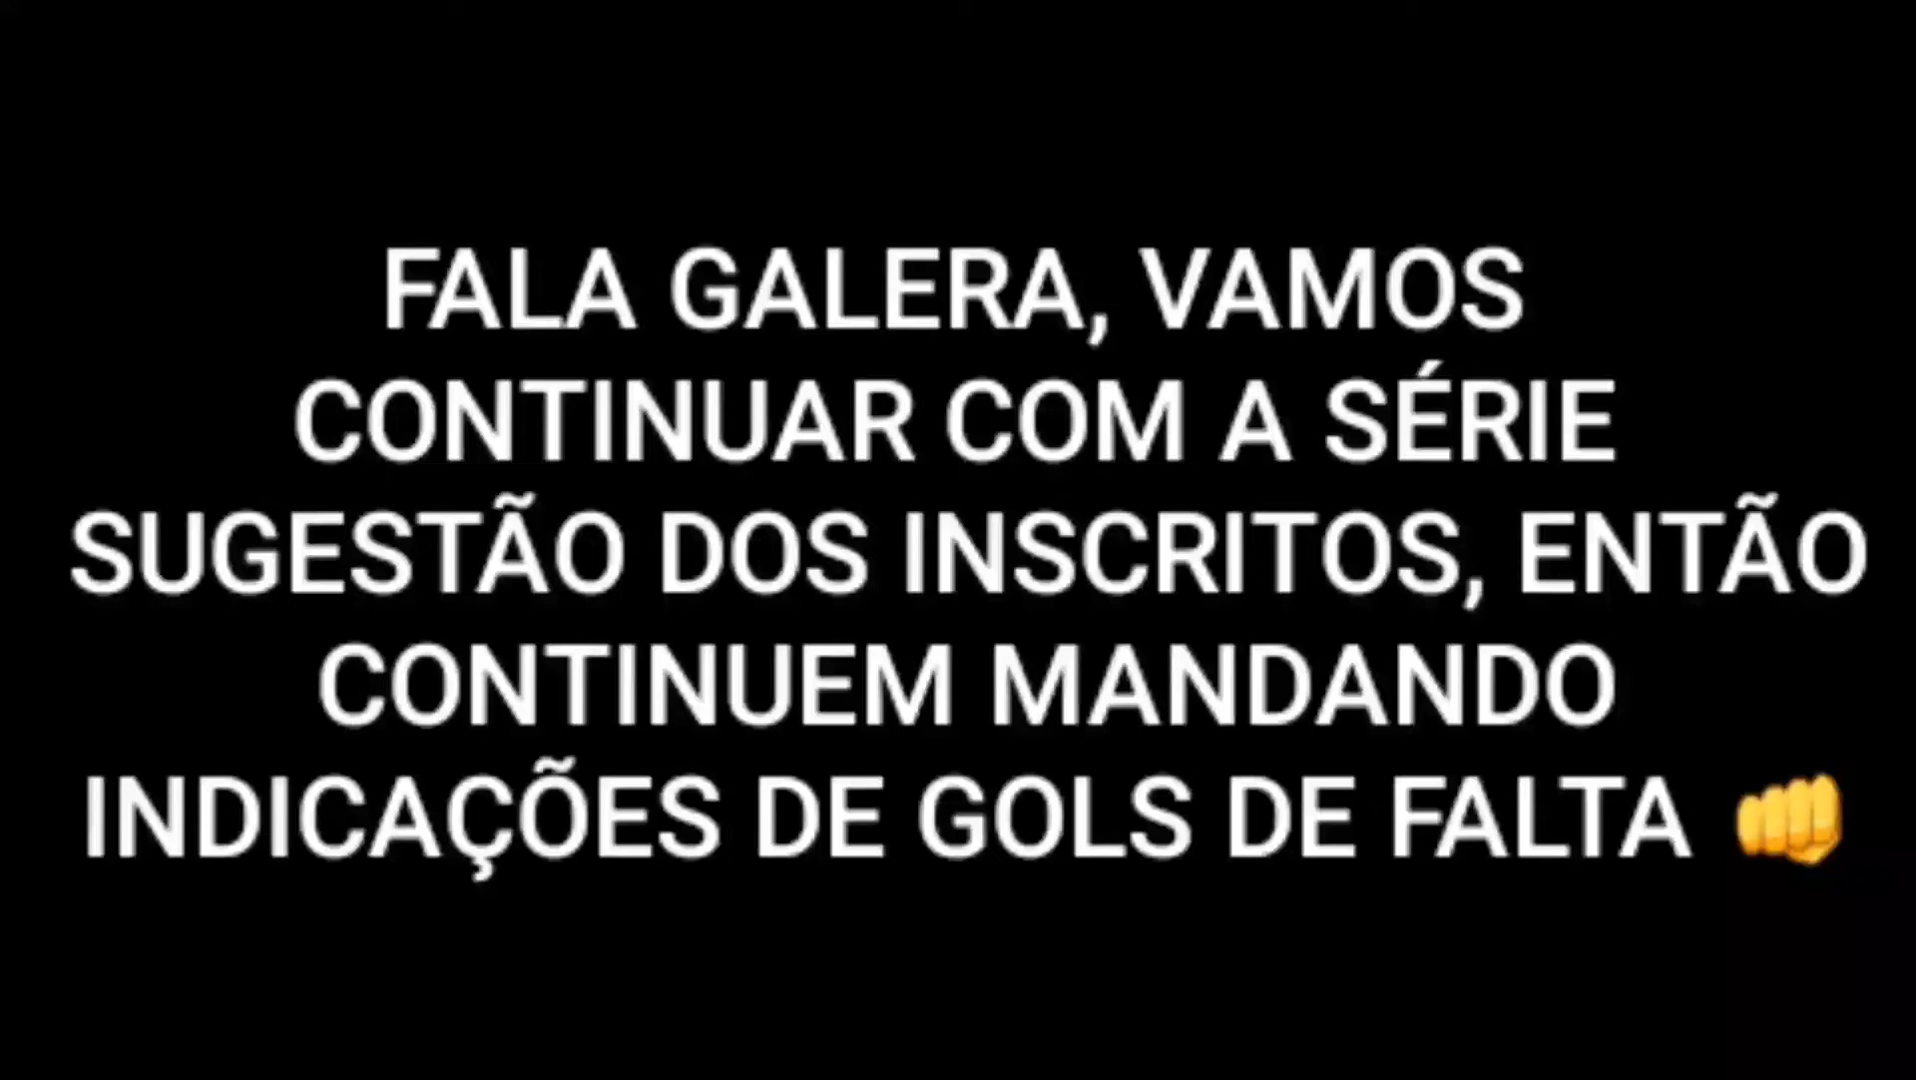 FALA GALERA, VAMOS
CONTINUAR COM A SÉRIE
SUGESTÃO DOS INSCRITOS, ENTÃO
CONTINUEM MANDANDO
INDICAÇÕES DE GOLS DE FALTA 👊